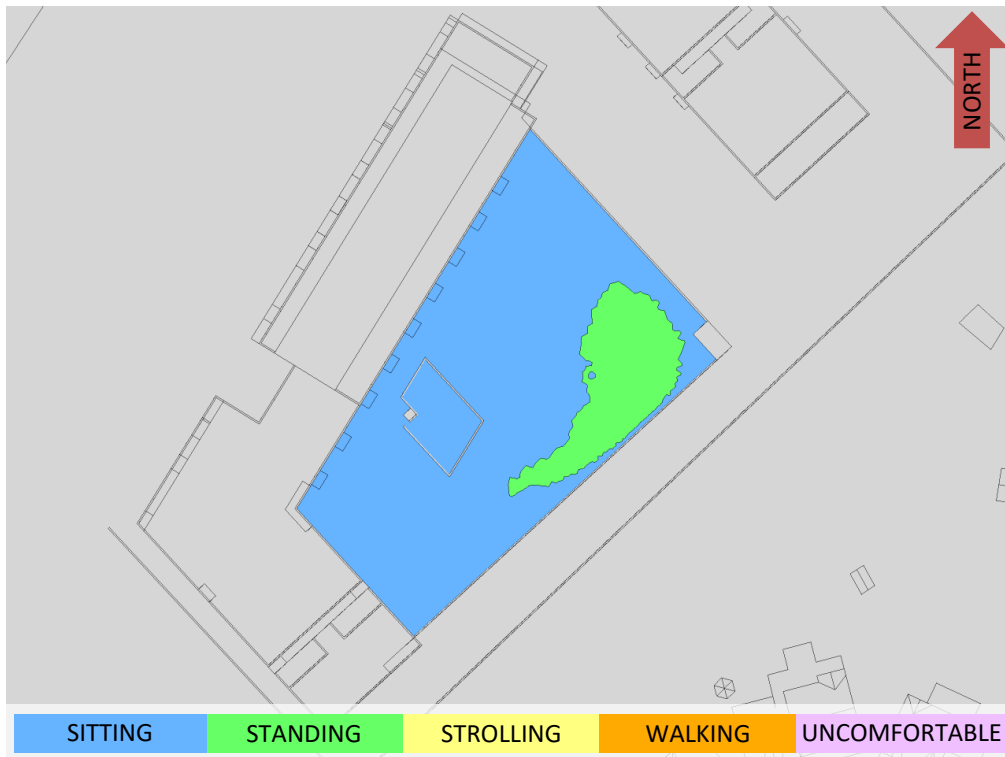 NORTH
SITTING
STANDING
STROLLING
WALKING
UNCOMFORTABLE